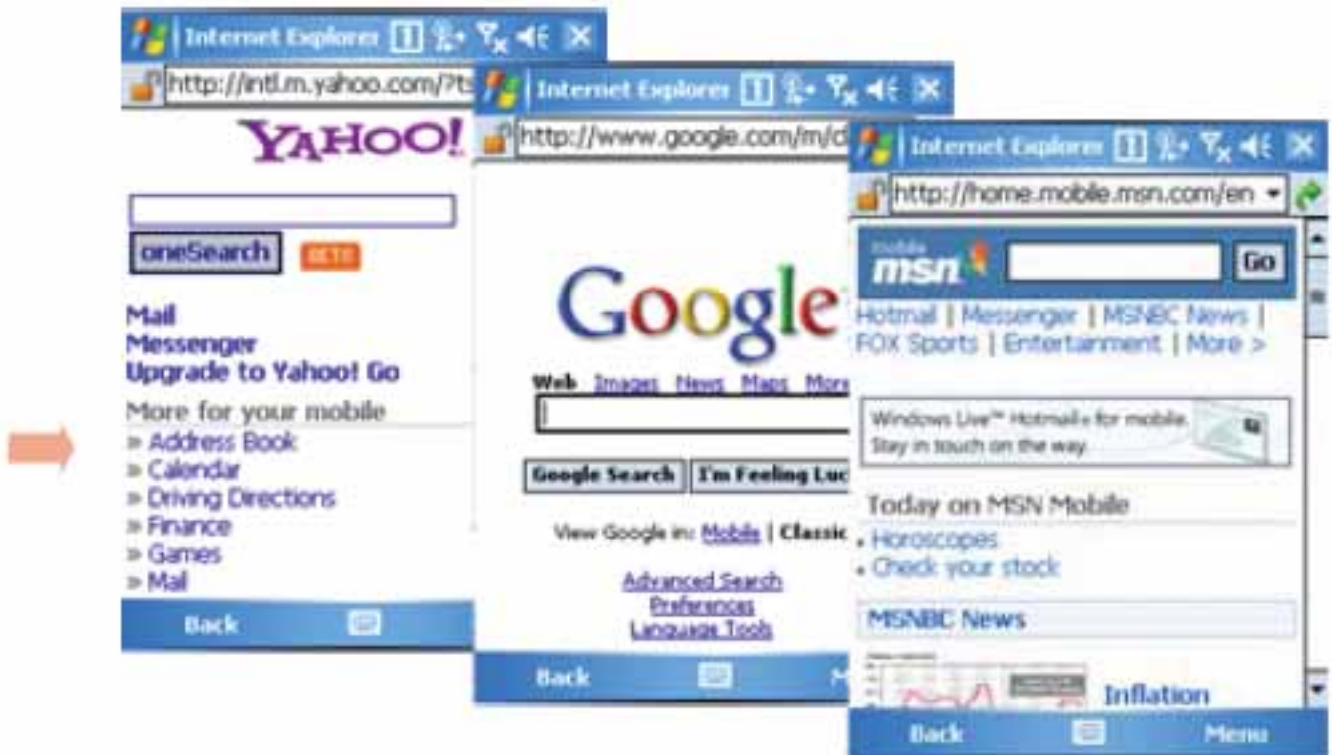 Internet Explorer
http://intl.m.yahoo.com/?ts
YAHOO!
oneSearch BETA
Mail
Messenger
Upgrade to Yahoo! Go
More for your mobile
» Address Book
» Calendar
» Driving Directions
» Finance
» Games
» Mail
Back
Internet Explorer
http://www.google.com/m/cl
Google
Web Images News Maps More
Google Search I'm Feeling Luc
View Google in: Mobile | Classic
Advanced Search
Preferences
Language Tools
Back M
Internet Explorer
http://home.mobile.msn.com/en
mobile
msn Go
Hotmail | Messenger | MSNBC News |
FOX Sports | Entertainment | More >
Windows Live™ Hotmail® for mobile.
Stay in touch on the way.
Today on MSN Mobile
• Horoscopes
• Check your stock
MSNBC News
Inflation
Back Menu